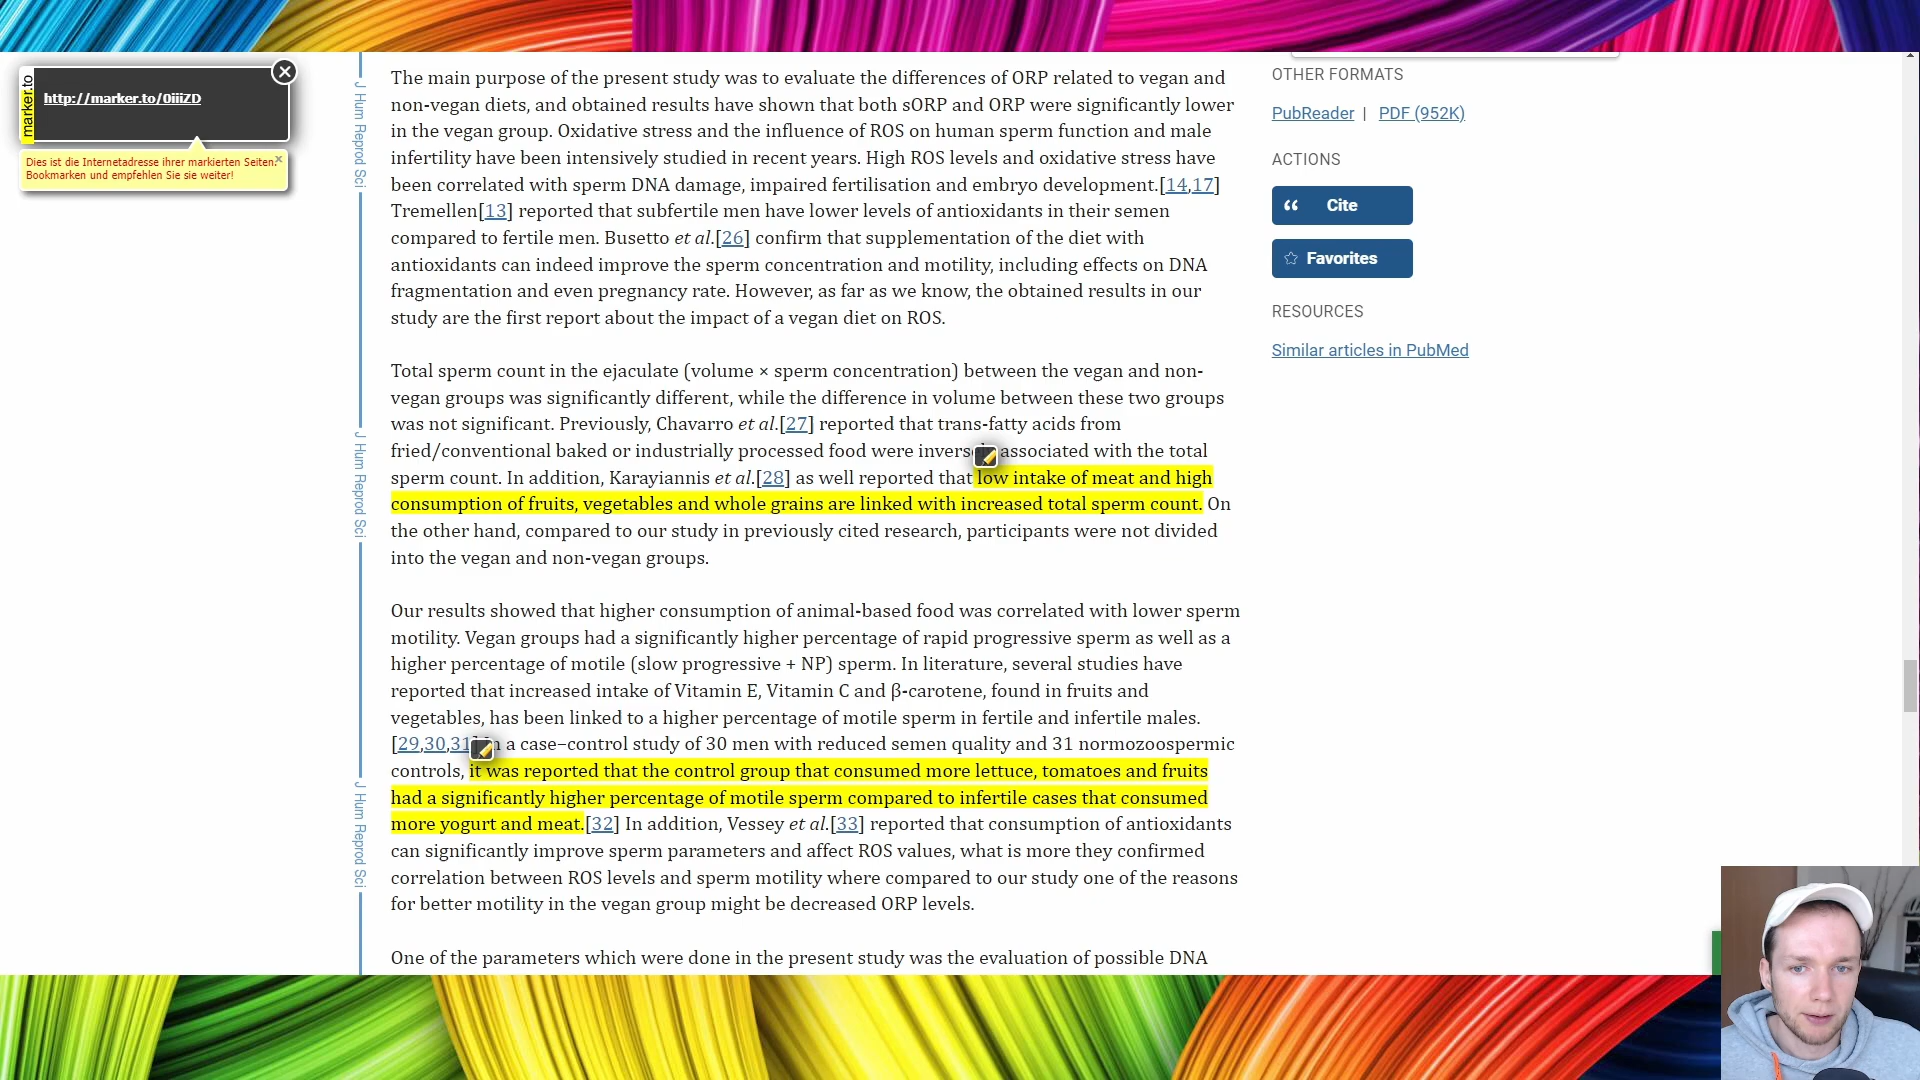 marker.to
http://marker.to/0iiiZD
Dies ist die Internetadresse ihrer markierten Seiten.
Bookmarken und empfehlen Sie sie weiter!
J Hum Reprod Sci
J Hum Reprod Sci
J Hum Reprod Sci
The main purpose of the present study was to evaluate the differences of ORP related to vegan and
non-vegan diets, and obtained results have shown that both sORP and ORP were significantly lower
in the vegan group. Oxidative stress and the influence of ROS on human sperm function and male
infertility have been intensively studied in recent years. High ROS levels and oxidative stress have
been correlated with sperm DNA damage, impaired fertilisation and embryo development.[14,17]
Tremellen[13] reported that subfertile men have lower levels of antioxidants in their semen
compared to fertile men. Busetto et al.[26] confirm that supplementation of the diet with
antioxidants can indeed improve the sperm concentration and motility, including effects on DNA
fragmentation and even pregnancy rate. However, as far as we know, the obtained results in our
study are the first report about the impact of a vegan diet on ROS.
Total sperm count in the ejaculate (volume × sperm concentration) between the vegan and non-
vegan groups was significantly different, while the difference in volume between these two groups
was not significant. Previously, Chavarro et al.[27] reported that trans-fatty acids from
fried/conventional baked or industrially processed food were associated with the total
sperm count. In addition, Karayiannis et al.[28] as well reported that low intake of meat and high
consumption of fruits, vegetables and whole grains are linked with increased total sperm count. On
the other hand, compared to our study in previously cited research, participants were not divided
into the vegan and non-vegan groups.
Our results showed that higher consumption of animal-based food was correlated with lower sperm
motility. Vegan groups had a significantly higher percentage of rapid progressive sperm as well as a
higher percentage of motile (slow progressive + NP) sperm. In literature, several studies have
reported that increased intake of Vitamin E, Vitamin C and β-carotene, found in fruits and
vegetables, has been linked to a higher percentage of motile sperm in fertile and infertile males.
[29,30,31] a case–control study of 30 men with reduced semen quality and 31 normozoospermic
controls, it was reported that the control group that consumed more lettuce, tomatoes and fruits
had a significantly higher percentage of motile sperm compared to infertile cases that consumed
more yogurt and meat.[32] In addition, Vessey et al.[33] reported that consumption of antioxidants
can significantly improve sperm parameters and affect ROS values, what is more they confirmed
correlation between ROS levels and sperm motility where compared to our study one of the reasons
for better motility in the vegan group might be decreased ORP levels.
One of the parameters which were done in the present study was the evaluation of possible DNA
OTHER FORMATS
PubReader | PDF (952K)
ACTIONS
Cite
Favorites
RESOURCES
Similar articles in PubMed